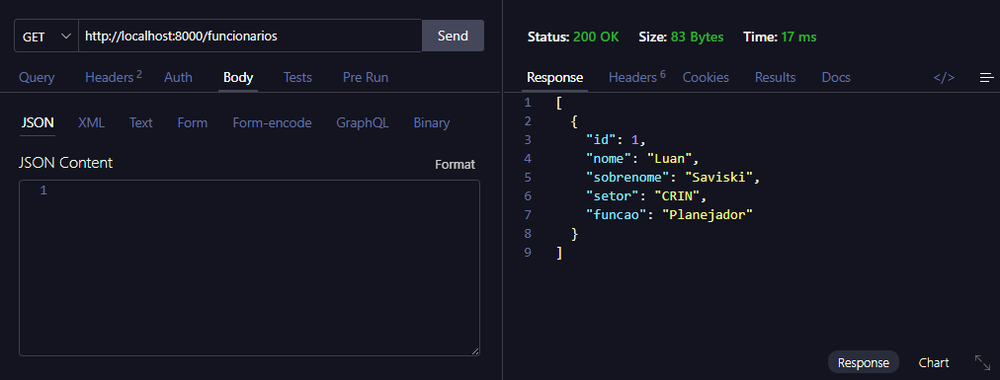 GET http://localhost:8000/funcionarios Send
Query Headers 2 Auth Body Tests Pre Run
JSON XML Text Form Form-encode GraphQL Binary
JSON Content Format
1
Status: 200 OK Size: 83 Bytes Time: 17 ms
Response Headers 6 Cookies Results Docs </>
1 [
2 {
3 "id": 1,
4 "nome": "Luan",
5 "sobrenome": "Saviski",
6 "setor": "CRIN",
7 "funcao": "Planejador"
8 }
9 ]
Response Chart